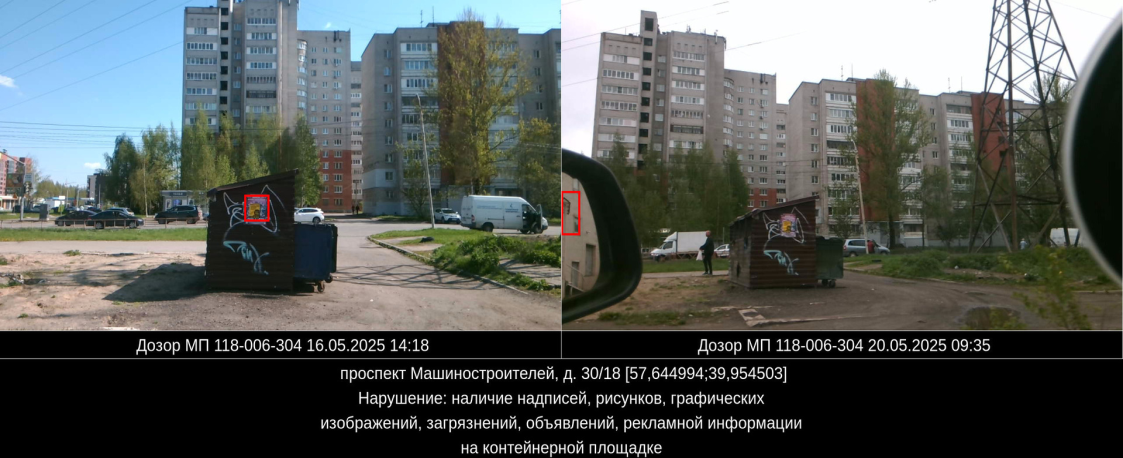 Дозор МП 118-006-304 16.05.2025 14:18
Дозор МП 118-006-304 20.05.2025 09:35
проспект Машиностроителей, д. 30/18 [57,644994;39,954503]
Нарушение: наличие надписей, рисунков, графических
изображений, загрязнений, объявлений, рекламной информации
на контейнерной площадке